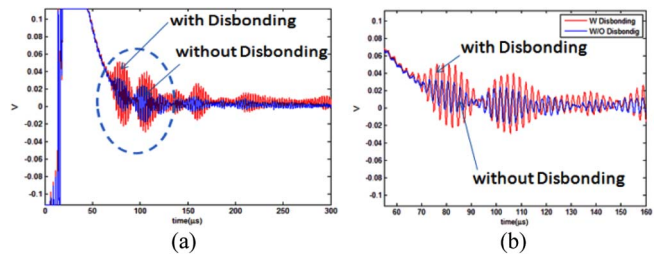 with Disbonding
without Disbonding
0.1
0.08
0.06
0.04
0.02
0
-0.02
-0.04
-0.06
-0.08
-0.1
V
0 50 100 150 200 250 300
time(μs)
(a)
W Disbonding
W/O Disbondig
with Disbonding
without Disbonding
0.1
0.08
0.06
0.04
0.02
0
-0.02
-0.04
-0.06
-0.08
-0.1
V
60 70 80 90 100 110 120 130 140 150 160
time(μs)
(b)